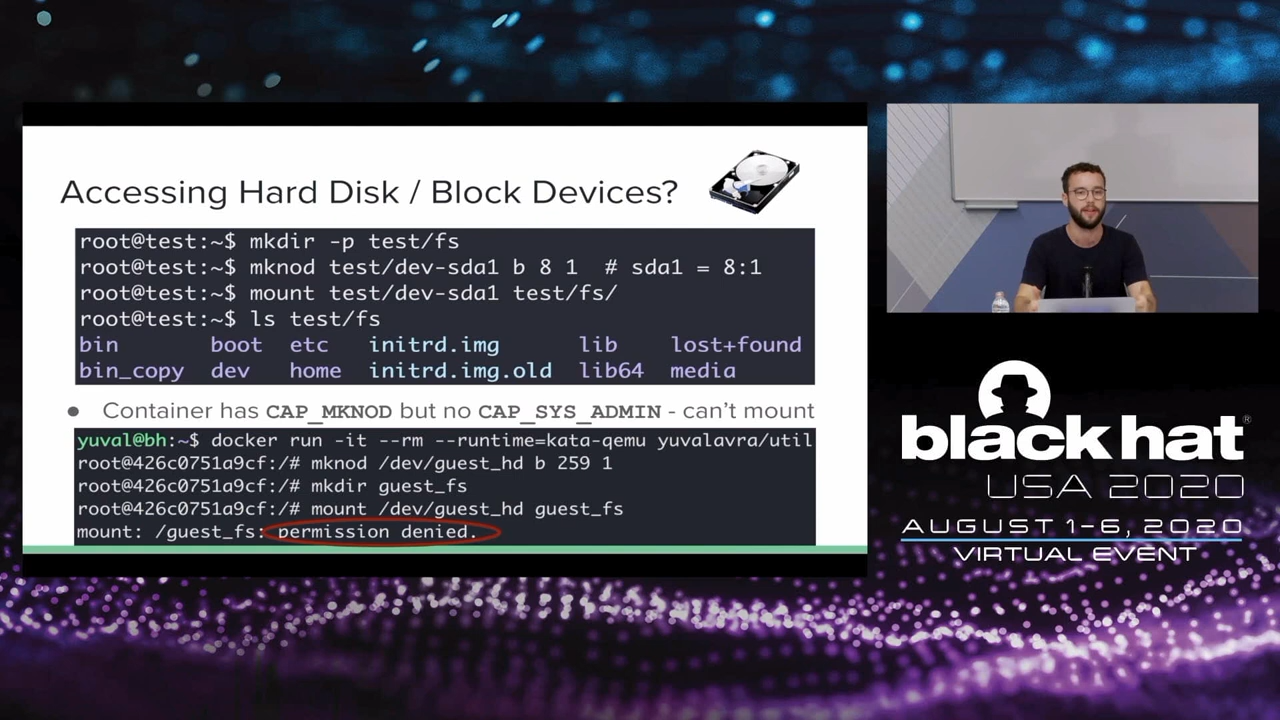 Accessing Hard Disk / Block Devices?
root@test:~$ mkdir -p test/fs
root@test:~$ mknod test/dev-sda1 b 8 1 # sda1 = 8:1
root@test:~$ mount test/dev-sda1 test/fs/
root@test:~$ ls test/fs
bin boot etc initrd.img lib lost+found
bin_copy dev home initrd.img.old lib64 media
● Container has CAP_MKNOD but no CAP_SYS_ADMIN - can't mount
yuval@bh:~$ docker run -it --rm --runtime=kata-qemu yuvalavra/util
root@426c0751a9cf:/# mknod /dev/guest_hd b 259 1
root@426c0751a9cf:/# mkdir guest_fs
root@426c0751a9cf:/# mount /dev/guest_hd guest_fs
mount: /guest_fs: permission denied.
black hat®
USA 2020
AUGUST 1-6, 2020
VIRTUAL EVENT